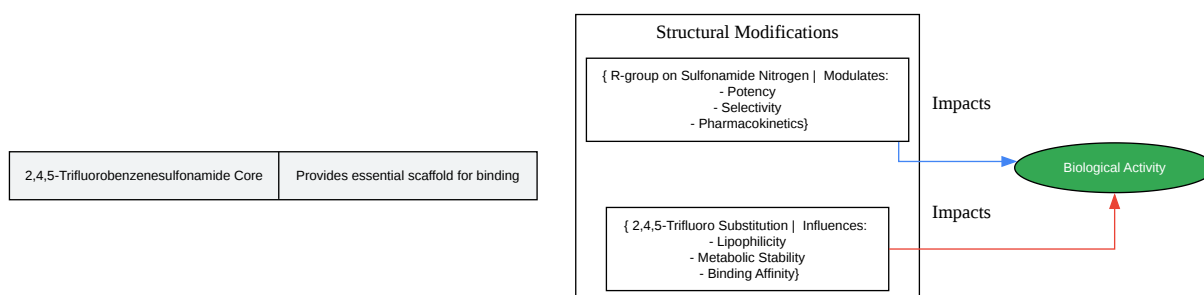 2,4,5-Trifluorobenzenesulfonamide Core
Provides essential scaffold for binding
Structural Modifications
{ R-group on Sulfonamide Nitrogen | Modulates:
- Potency
- Selectivity
- Pharmacokinetics}
Impacts
{ 2,4,5-Trifluoro Substitution | Influences:
- Lipophilicity
- Metabolic Stability
- Binding Affinity}
Impacts
Biological Activity